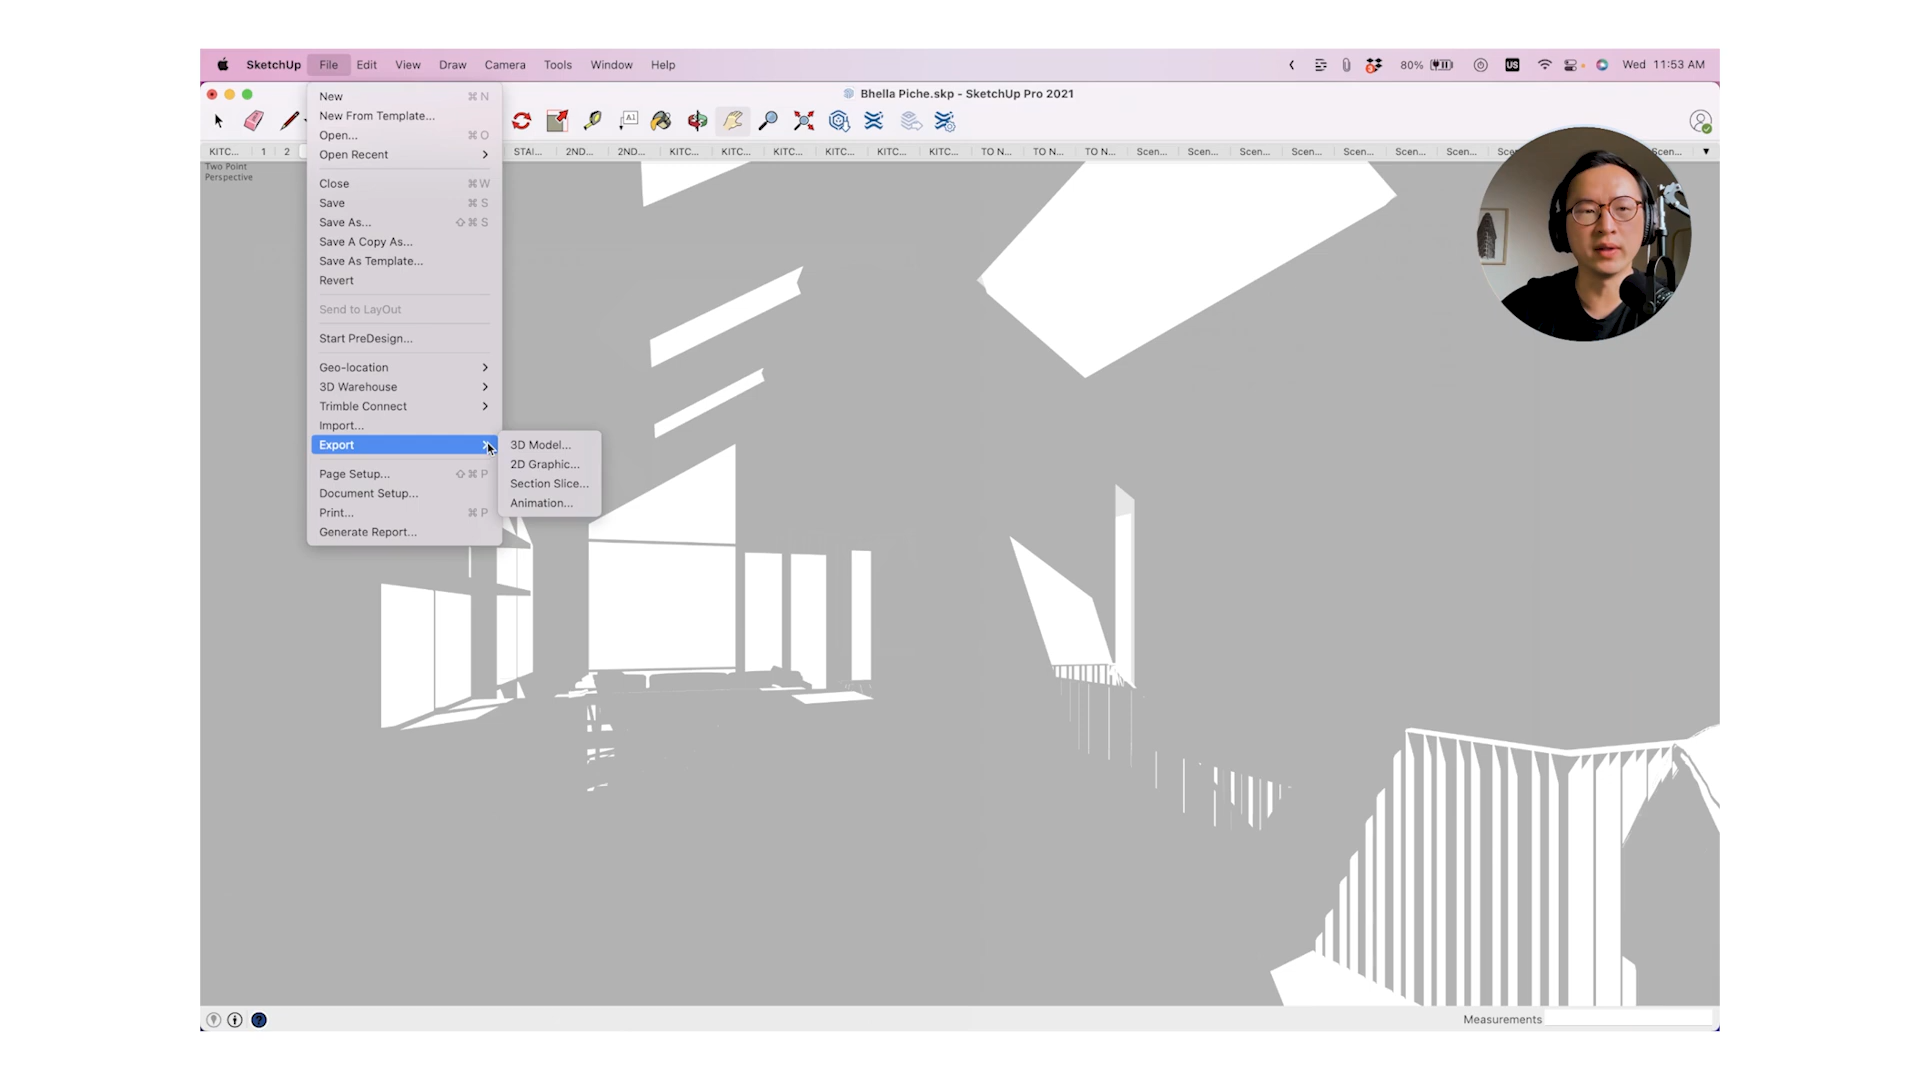 SketchUp File Edit View Draw Camera Tools Window Help 80% US Wed 11:53 AM
Bhella Piche.skp - SketchUp Pro 2021
KITC... 1 2 STAI... 2ND... 2ND... KITC... KITC... KITC... KITC... KITC... KITC... TO N... TO N... TO N... Scen... Scen... Scen... Scen... Scen... Scen... Scen... Scen...
Two Point
Perspective
New ⌘ N
New From Template...
Open... ⌘ O
Open Recent
Close ⌘ W
Save ⌘ S
Save As... ⇧ ⌘ S
Save A Copy As...
Save As Template...
Revert
Send to LayOut
Start PreDesign...
Geo-location
3D Warehouse
Trimble Connect
Import...
Export
Page Setup... ⇧ ⌘ P
Document Setup...
Print... ⌘ P
Generate Report...
3D Model...
2D Graphic...
Section Slice...
Animation...
Measurements